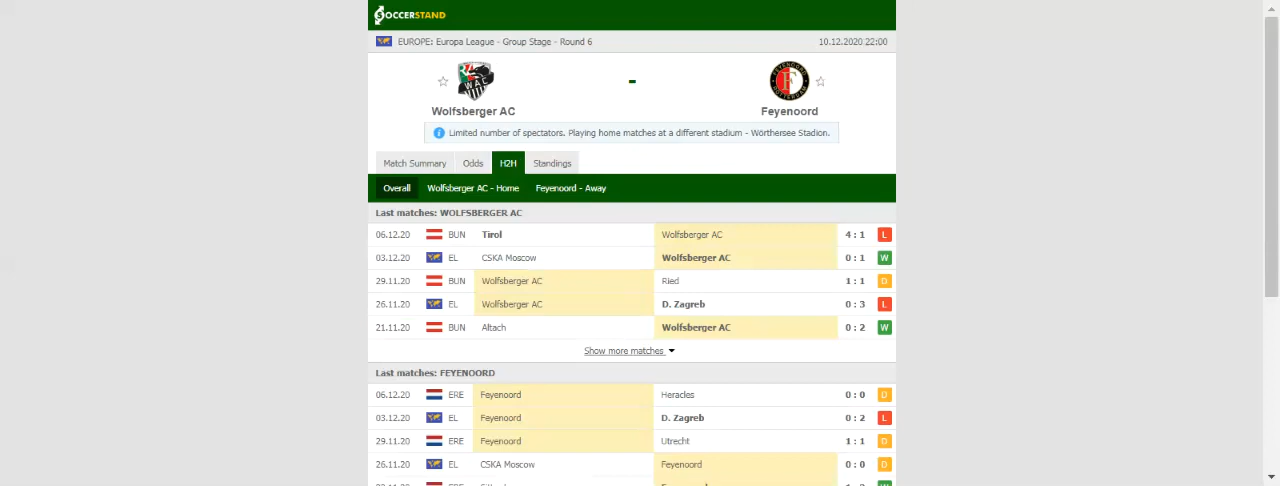 SOCCERSTAND
EUROPE: Europa League - Group Stage - Round 6 10.12.2020 22:00
WAC FEYENOORD ROTTERDAM
-
Wolfsberger AC Feyenoord
Limited number of spectators. Playing home matches at a different stadium - Wörthersee Stadion.
Match Summary Odds H2H Standings
Overall Wolfsberger AC - Home Feyenoord - Away
Last matches: WOLFSBERGER AC
06.12.20 BUN Tirol Wolfsberger AC 4 : 1 L
03.12.20 EL CSKA Moscow Wolfsberger AC 0 : 1 W
29.11.20 BUN Wolfsberger AC Ried 1 : 1 D
26.11.20 EL Wolfsberger AC D. Zagreb 0 : 3 L
21.11.20 BUN Altach Wolfsberger AC 0 : 2 W
Show more matches
Last matches: FEYENOORD
06.12.20 ERE Feyenoord Heracles 0 : 0 D
03.12.20 EL Feyenoord D. Zagreb 0 : 2 L
29.11.20 ERE Feyenoord Utrecht 1 : 1 D
26.11.20 EL CSKA Moscow Feyenoord 0 : 0 D